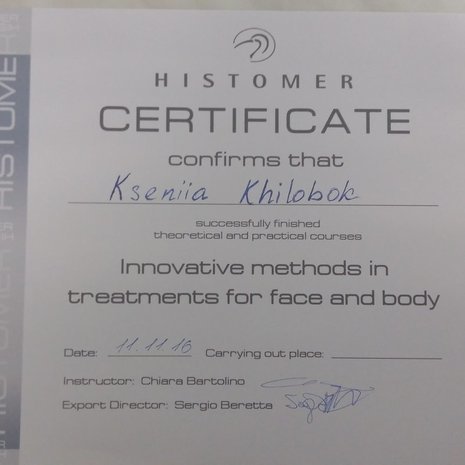 HISTOMER
CERTIFICATE
confirms that
Kseniia Khilobok
successfully finished
theoretical and practical courses
Innovative methods in
treatments for face and body
Date: 11.11.16 Carrying out place:
Instructor: Chiara Bartolino
Export Director: Sergio Beretta
HISTOMER